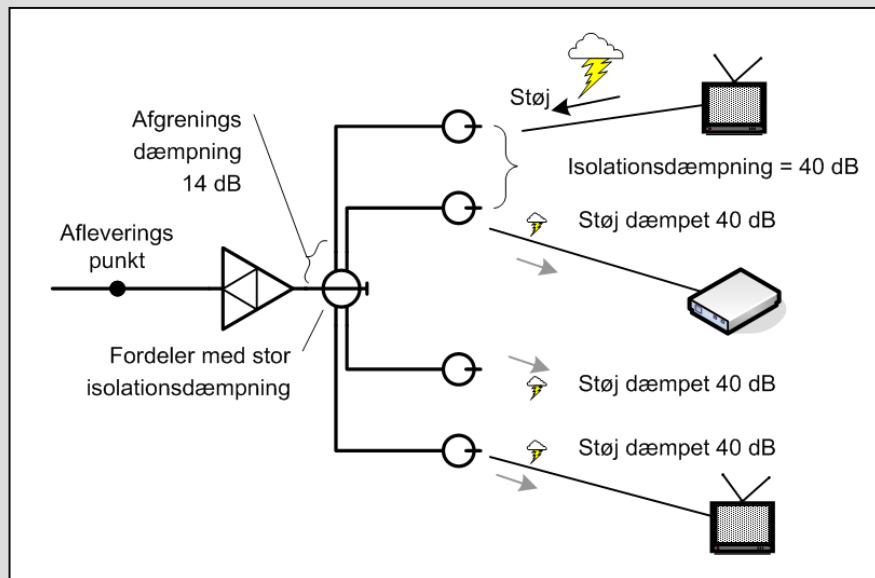 Støj
Afgrenings
dæmpning
14 dB
Isolationsdæmpning = 40 dB
Støj dæmpet 40 dB
Afleverings
punkt
Fordeler med stor
isolationsdæmpning
Støj dæmpet 40 dB
Støj dæmpet 40 dB